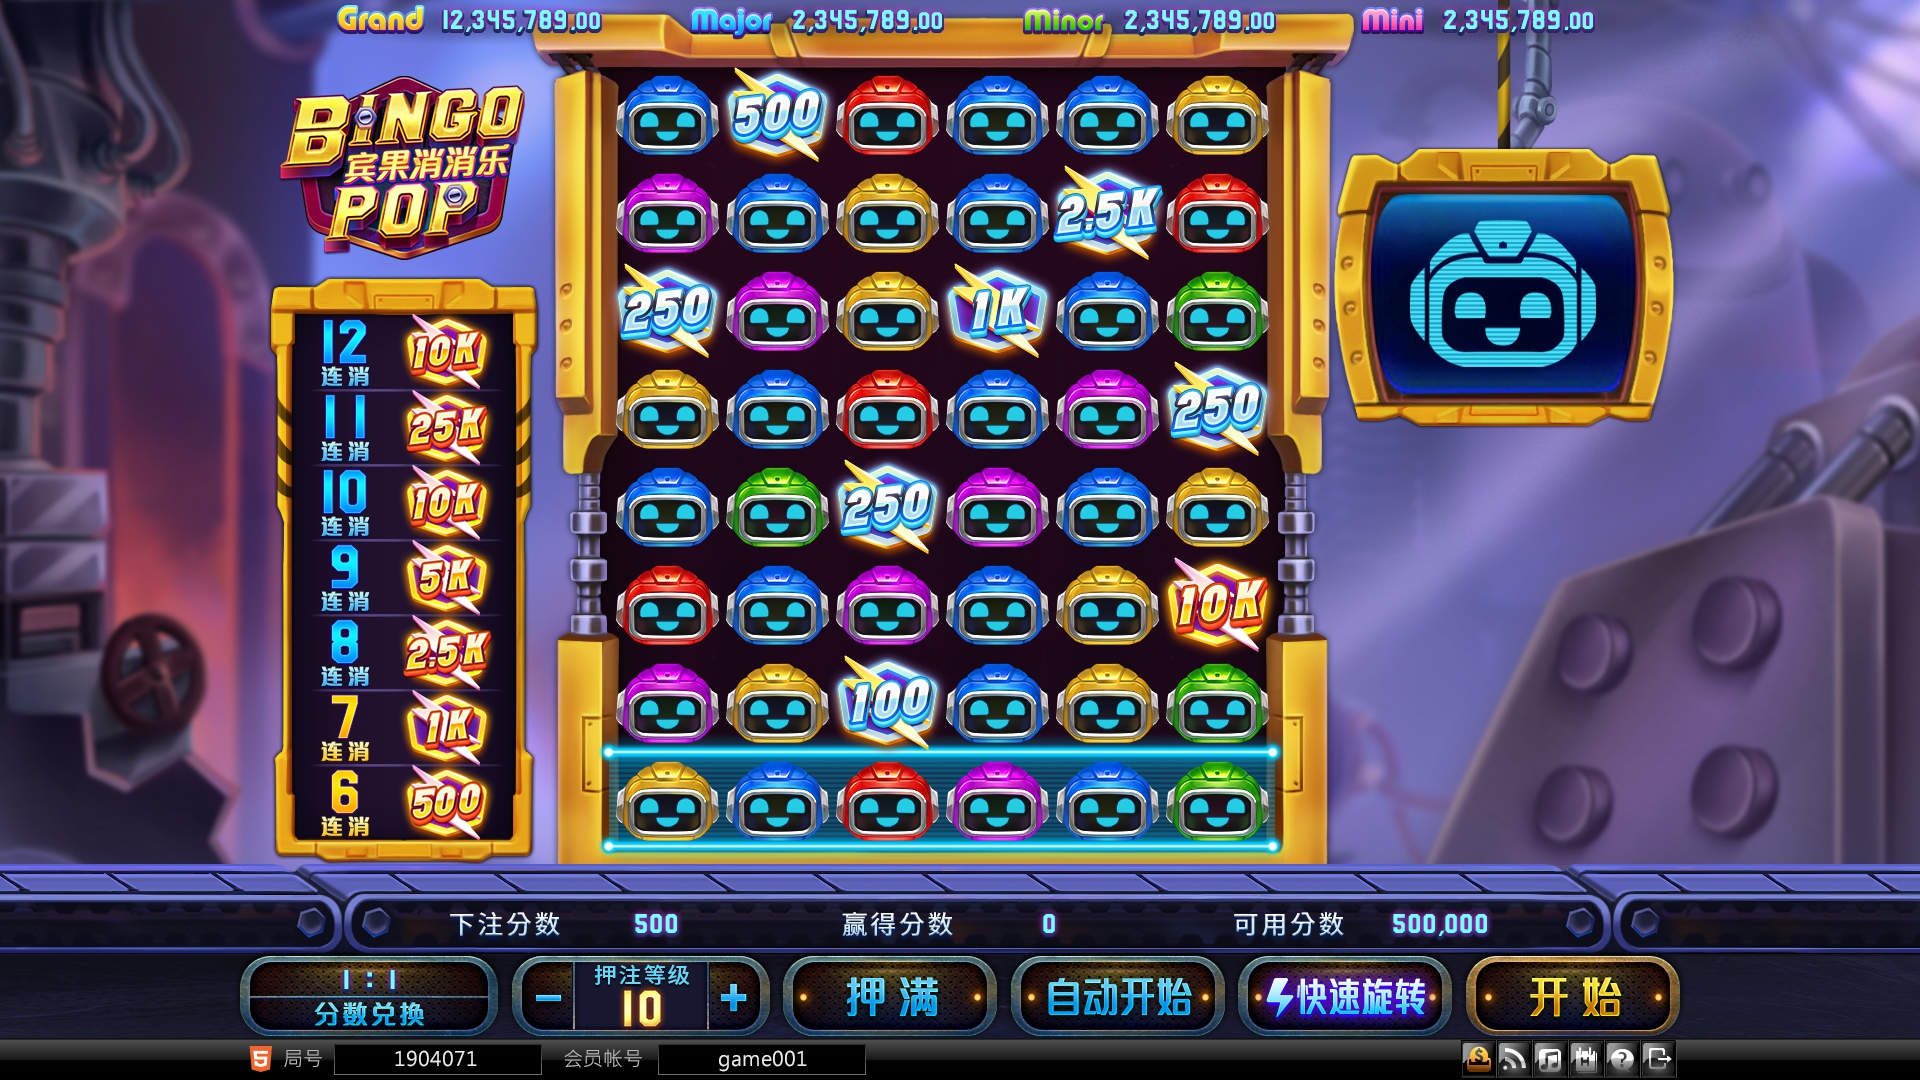 Grand 12,345,789.00 Major 2,345,789.00 Minor 2,345,789.00 Mini 2,345,789.00
BINGO
宾果消消乐
POP
12
连消
10K
11
连消
25K
10
连消
10K
9
连消
5K
8
连消
2.5K
7
连消
1K
6
连消
500
500
2.5K
250
1K
250
250
10K
100
下注分数 500 赢得分数 0 可用分数 500,000
1:1
分数兑换
−
押注等级
10
+
押满
自动开始
快速旋转
开始
5 局号 1904071 会员帐号 game001